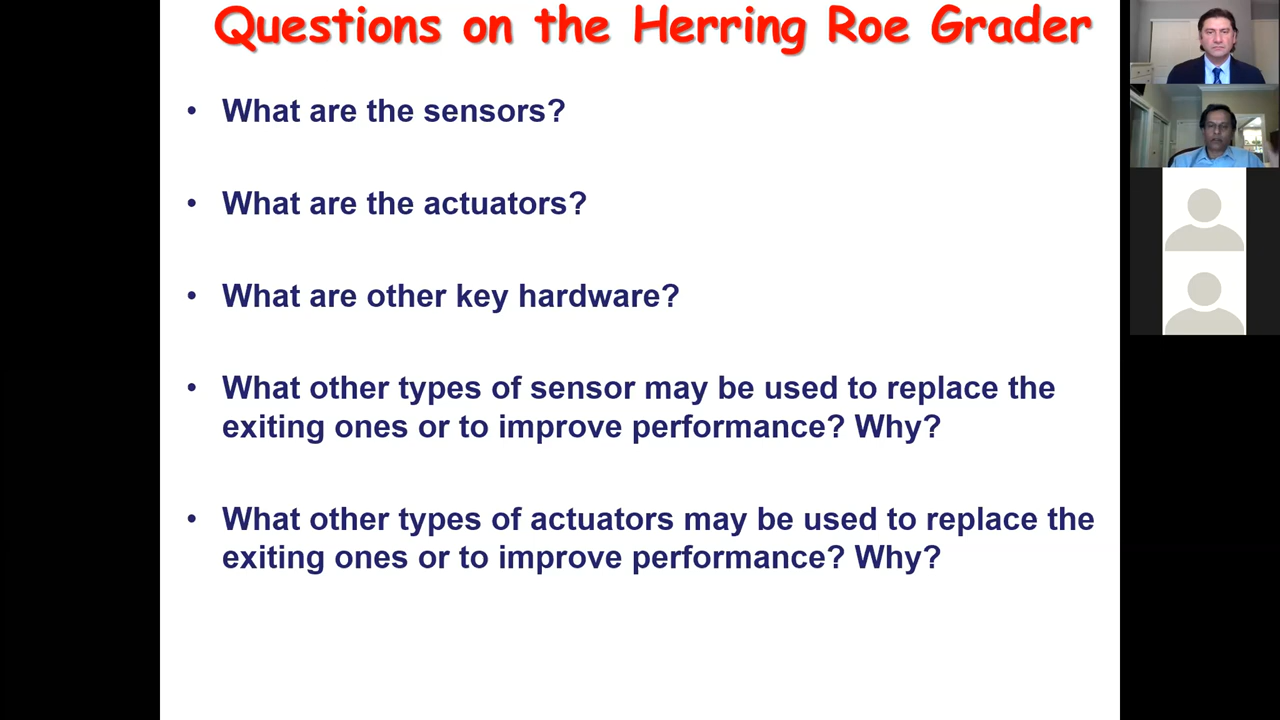 Questions on the Herring Roe Grader
• What are the sensors?
• What are the actuators?
• What are other key hardware?
• What other types of sensor may be used to replace the
exiting ones or to improve performance? Why?
• What other types of actuators may be used to replace the
exiting ones or to improve performance? Why?